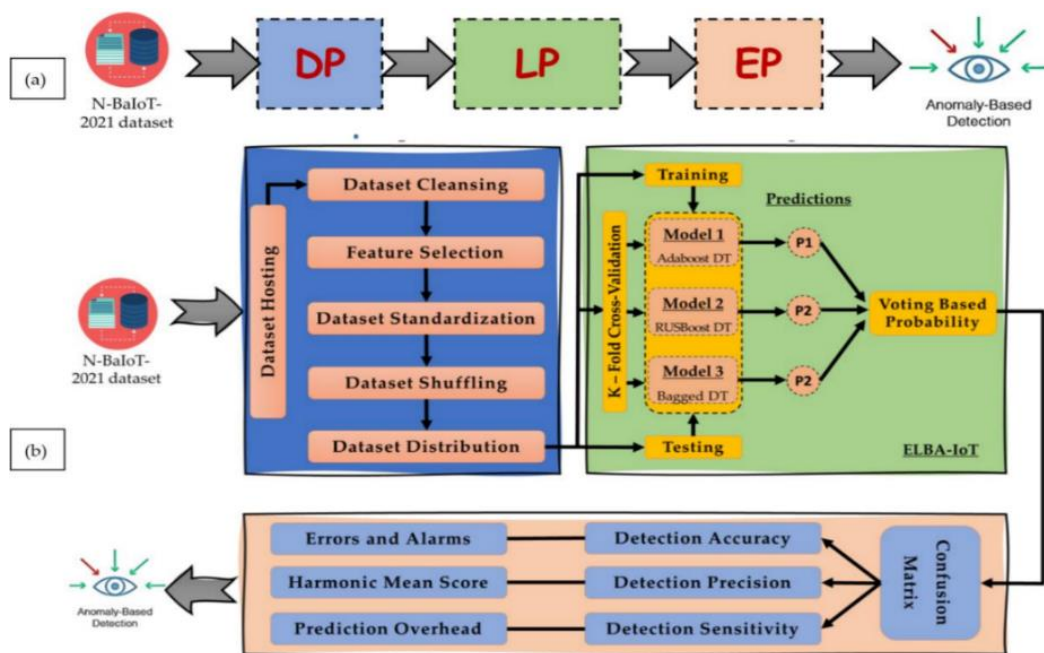 (a)
N-BaIoT-
2021 dataset
DP
LP
EP
Anomaly-Based
Detection
N-BaIoT-
2021 dataset
(b)
Dataset Hosting
Dataset Cleansing
Feature Selection
Dataset Standardization
Dataset Shuffling
Dataset Distribution
Training
K – Fold Cross-Validation
Model 1
Adaboost DT
Model 2
RUSBoost DT
Model 3
Bagged DT
Testing
Predictions
P1
P2
P2
Voting Based
Probability
ELBA-IoT
Errors and Alarms
Detection Accuracy
Harmonic Mean Score
Detection Precision
Prediction Overhead
Detection Sensitivity
Confusion
Matrix
Anomaly-Based
Detection